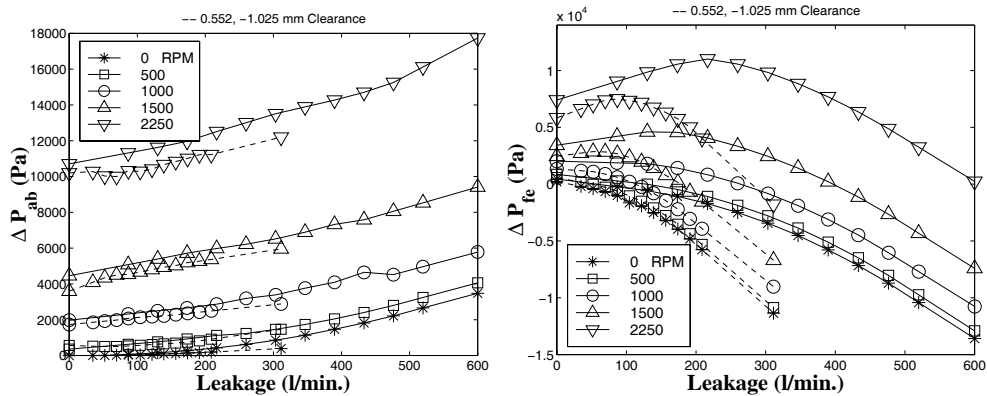 -- 0.552, -1.025 mm Clearance
18000
16000
14000
12000
10000
8000
6000
4000
2000
0
0 RPM
500
1000
1500
2250
Δ P_ab (Pa)
0 100 200 300 400 500 600
Leakage (l/min.)
-- 0.552, -1.025 mm Clearance
x 10^4
1
0.5
0
-0.5
-1
-1.5
0 RPM
500
1000
1500
2250
Δ P_fe (Pa)
0 100 200 300 400 500 600
Leakage (l/min.)